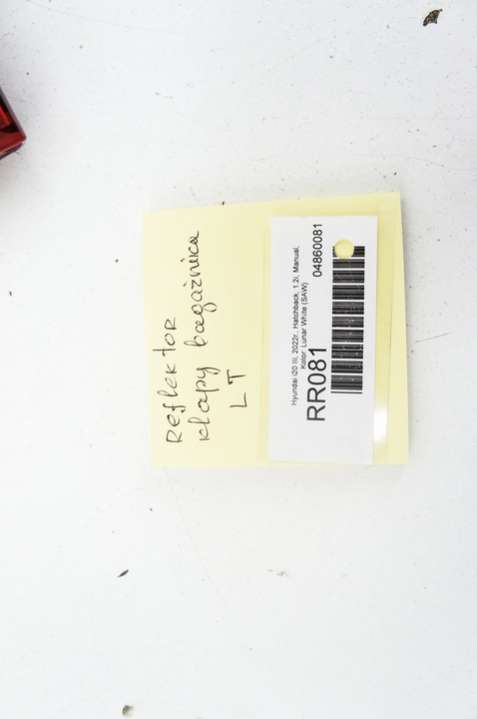 Reflektor
klapy bagażnika
LT
Hyundai i20 III, 2022r., Hatchback, 1.2i, Manual,
Kolor: Lunar White (SAW)
RR081
04860081